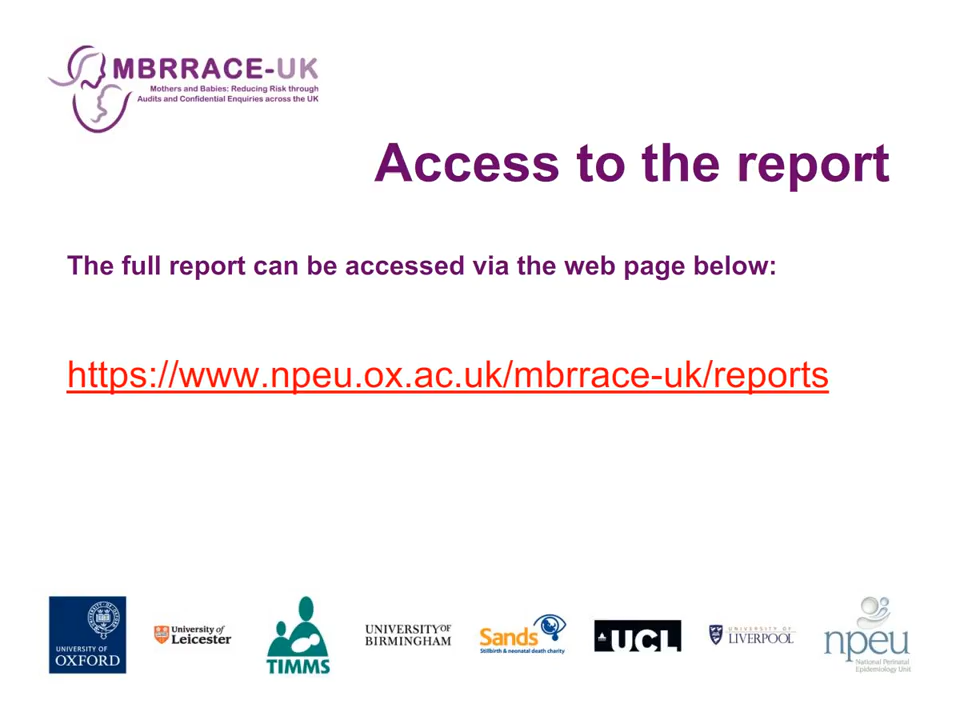 MBRRACE-UK
Mothers and Babies: Reducing Risk through
Audits and Confidential Enquiries across the UK
Access to the report
The full report can be accessed via the web page below:
https://www.npeu.ox.ac.uk/mbrrace-uk/reports
UNIVERSITY OF
OXFORD
University of
Leicester
TIMMS
UNIVERSITY OF
BIRMINGHAM
Sands
Stillbirth & neonatal death charity
UCL
UNIVERSITY OF
LIVERPOOL
npeu
National Perinatal
Epidemiology Unit